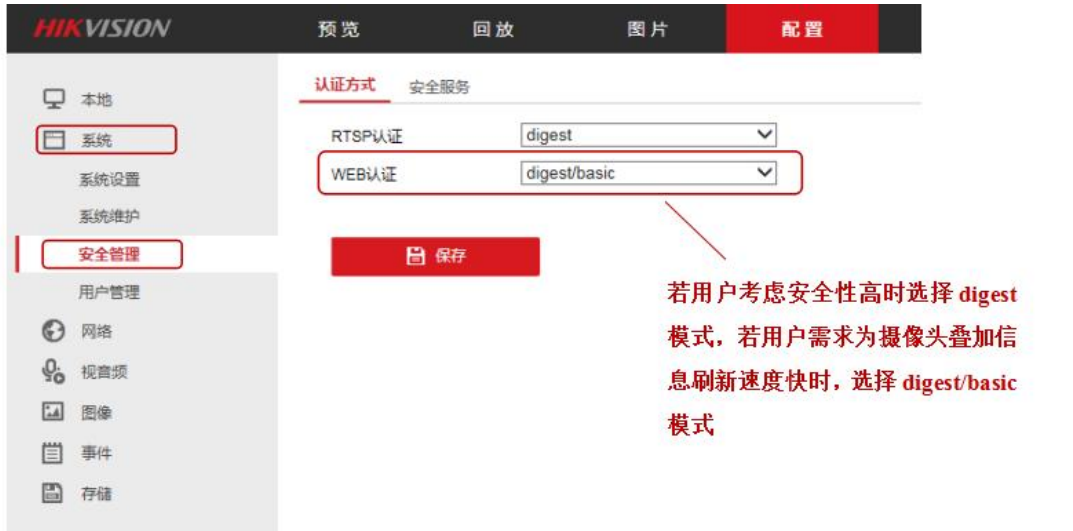 HIKVISION 预览 回放 图片 配置
本地
系统
系统设置
系统维护
安全管理
用户管理
网络
视音频
图像
事件
存储
认证方式 安全服务
RTSP认证 digest
WEB认证 digest/basic
保存
若用户考虑安全性高时选择 digest
模式，若用户需求为摄像头叠加信
息刷新速度快时，选择 digest/basic
模式